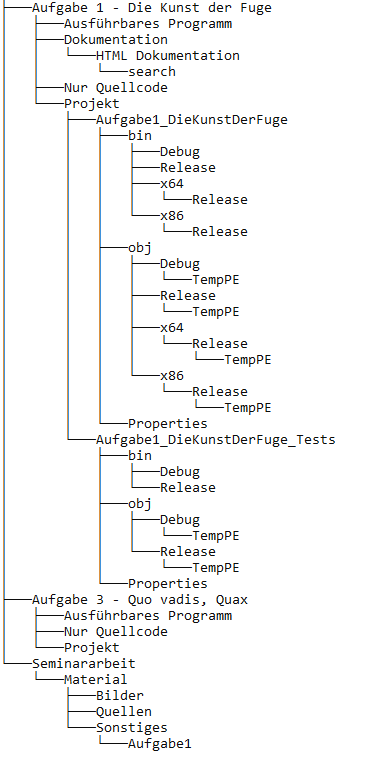 Aufgabe 1 - Die Kunst der Fuge
Ausführbares Programm
Dokumentation
HTML Dokumentation
search
Nur Quellcode
Projekt
Aufgabe1_DieKunstDerFuge
bin
Debug
Release
x64
Release
x86
Release
obj
Debug
TempPE
Release
TempPE
x64
Release
TempPE
x86
Release
TempPE
Properties
Aufgabe1_DieKunstDerFuge_Tests
bin
Debug
Release
obj
Debug
TempPE
Release
TempPE
Properties
Aufgabe 3 - Quo vadis, Quax
Ausführbares Programm
Nur Quellcode
Projekt
Seminararbeit
Material
Bilder
Quellen
Sonstiges
Aufgabe1